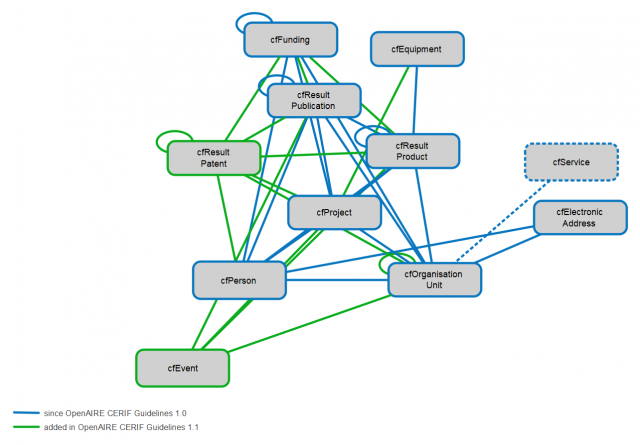 cfFunding
cfEquipment
cfResult
Publication
cfResult
Patent
cfResult
Product
cfService
cfProject
cfElectronic
Address
cfPerson
cfOrganisation
Unit
cfEvent
since OpenAIRE CERIF Guidelines 1.0
added in OpenAIRE CERIF Guidelines 1.1